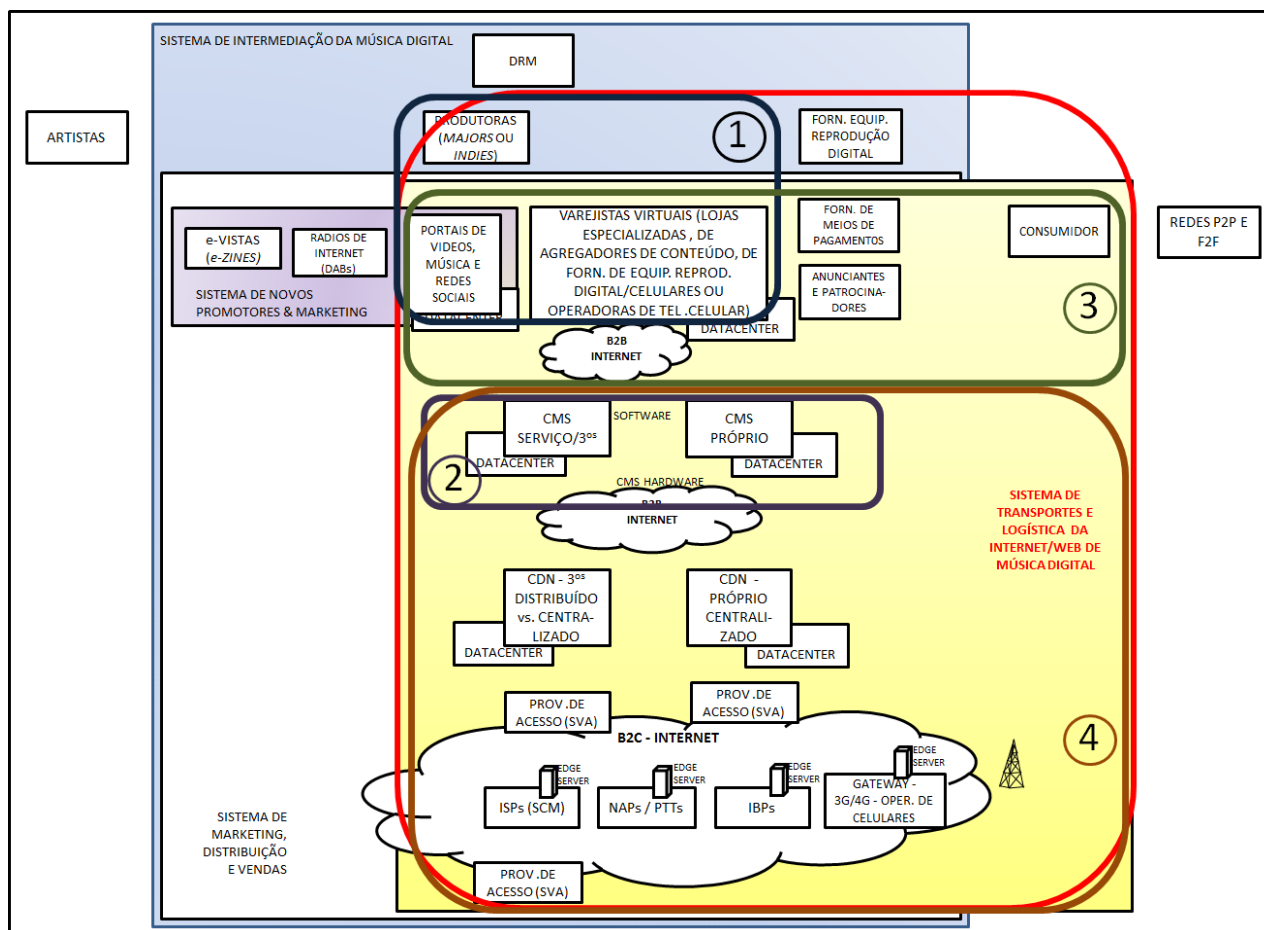 SISTEMA DE INTERMEDIAÇÃO DA MÚSICA DIGITAL
DRM
ARTISTAS
PRODUTORAS
(MAJORS OU
INDIES)
1
FORN. EQUIP.
REPRODUÇÃO
DIGITAL
e-VISTAS
(e-ZINES)
RADIOS DE
INTERNET
(DABs)
SISTEMA DE NOVOS
PROMOTORES & MARKETING
PORTAIS DE
VIDEOS,
MÚSICA E
REDES
SOCIAIS
DATACENTER
VAREJISTAS VIRTUAIS (LOJAS
ESPECIALIZADAS , DE
AGREGADORES DE CONTEÚDO, DE
FORN. DE EQUIP. REPROD.
DIGITAL/CELULARES OU
OPERADORAS DE TEL .CELULAR)
DATACENTER
FORN. DE
MEIOS DE
PAGAMENT0S
ANUNCIANTES
E PATROCINA-
DORES
CONSUMIDOR
REDES P2P E
F2F
3
B2B
INTERNET
CMS
SERVIÇO/3ºˢ
SOFTWARE
CMS
PRÓPRIO
DATACENTER
DATACENTER
2
CMS HARDWARE
B2B
INTERNET
SISTEMA DE
TRANSPORTES E
LOGÍSTICA DA
INTERNET/WEB DE
MÚSICA DIGITAL
CDN - 3ºˢ
DISTRIBUÍDO
vs. CENTRA-
LIZADO
DATACENTER
CDN -
PRÓPRIO
CENTRALI-
ZADO
DATACENTER
PROV .DE
ACESSO (SVA)
PROV .DE
ACESSO (SVA)
B2C - INTERNET
4
EDGE
SERVER
ISPs (SCM)
EDGE
SERVER
NAPs / PTTs
EDGE
SERVER
IBPs
EDGE
SERVER
GATEWAY -
3G/4G - OPER. DE
CELULARES
SISTEMA DE
MARKETING,
DISTRIBUIÇÃO
E VENDAS
PROV .DE
ACESSO (SVA)